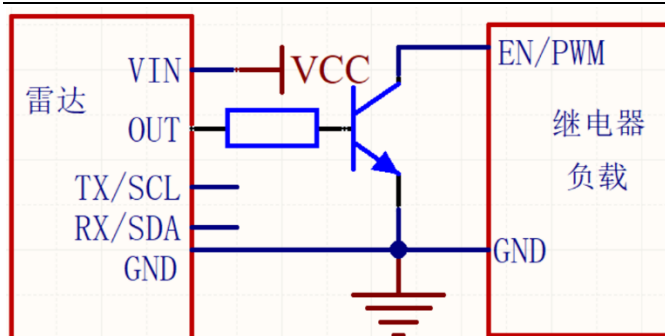 VIN
VCC
雷达
OUT
TX/SCL
RX/SDA
GND
EN/PWM
继电器
负载
GND